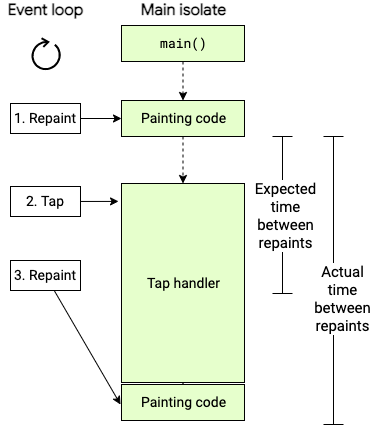 Event loop
Main isolate
main()
1. Repaint
Painting code
2. Tap
Expected
time
between
repaints
3. Repaint
Tap handler
Actual
time
between
repaints
Painting code